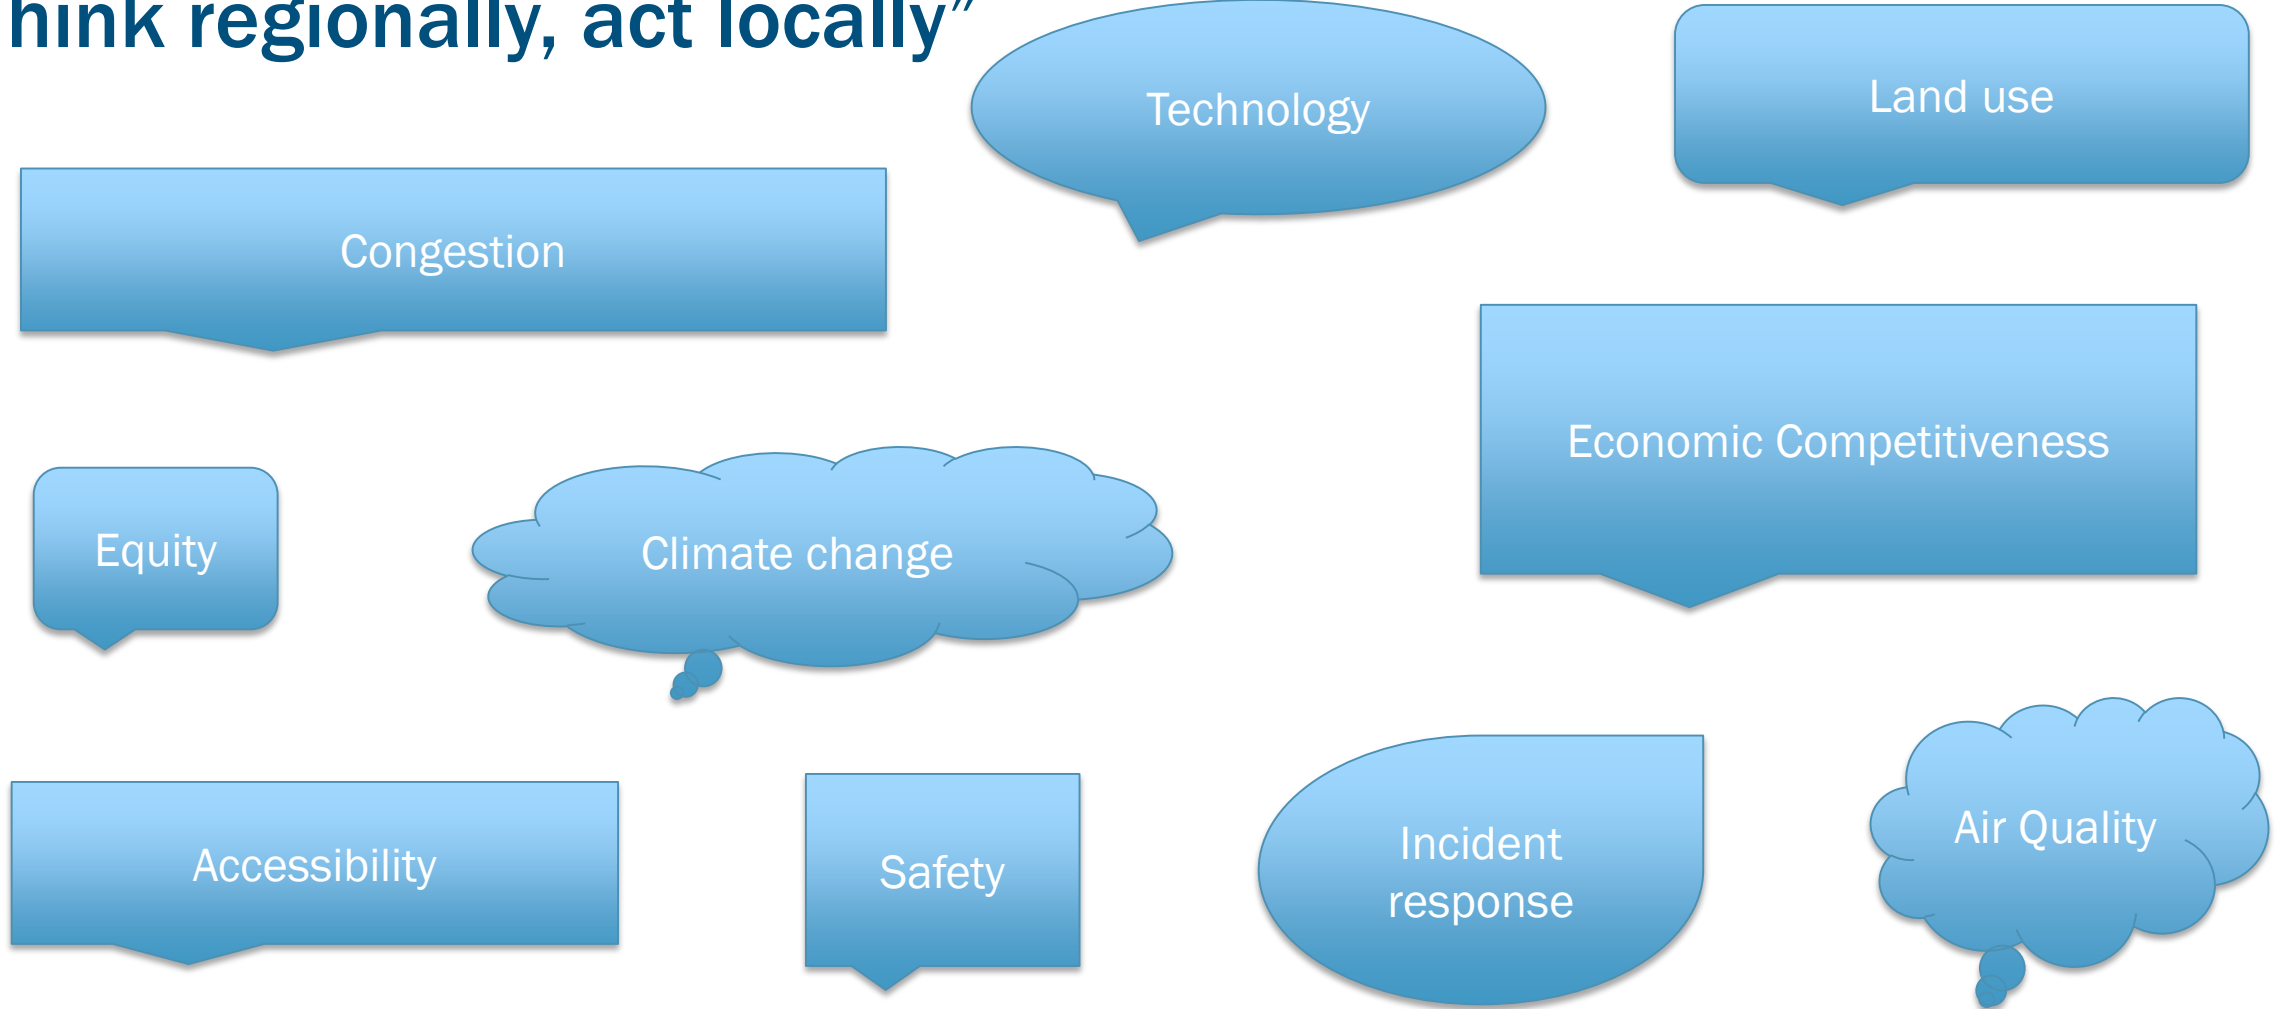 hink regionally, act locally”
Technology
Land use
Congestion
Economic Competitiveness
Equity
Climate change
Accessibility
Safety
Incident
response
Air Quality